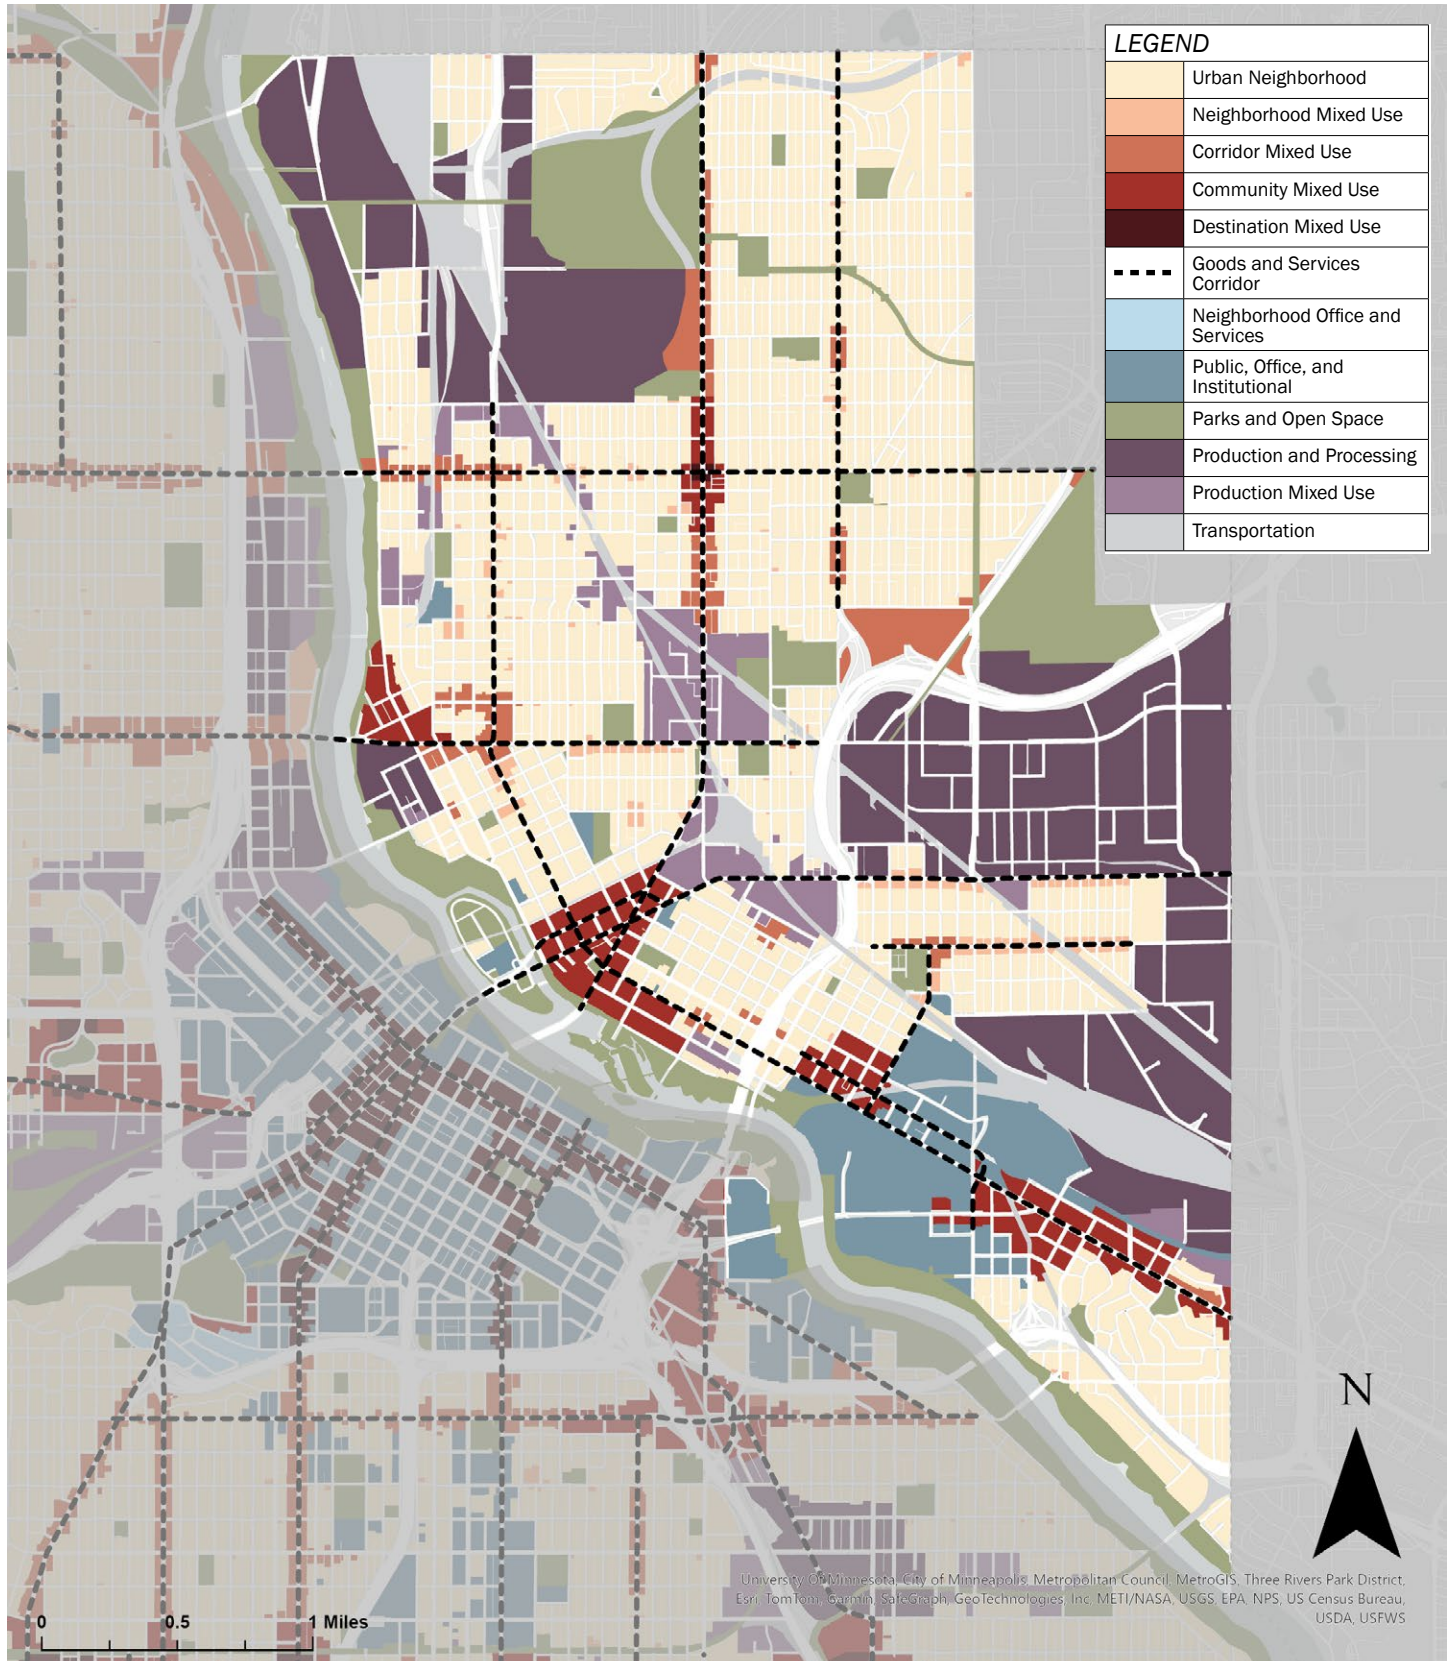 LEGEND
Urban Neighborhood
Neighborhood Mixed Use
Corridor Mixed Use
Community Mixed Use
Destination Mixed Use
Goods and Services
Corridor
Neighborhood Office and
Services
Public, Office, and
Institutional
Parks and Open Space
Production and Processing
Production Mixed Use
Transportation
N
University Of Minnesota, City of Minneapolis, Metropolitan Council, MetroGIS, Three Rivers Park District,
Esri, TomTom, Garmin, SafeGraph, GeoTechnologies, Inc, METI/NASA, USGS, EPA, NPS, US Census Bureau,
USDA, USFWS
0 0.5 1 Miles